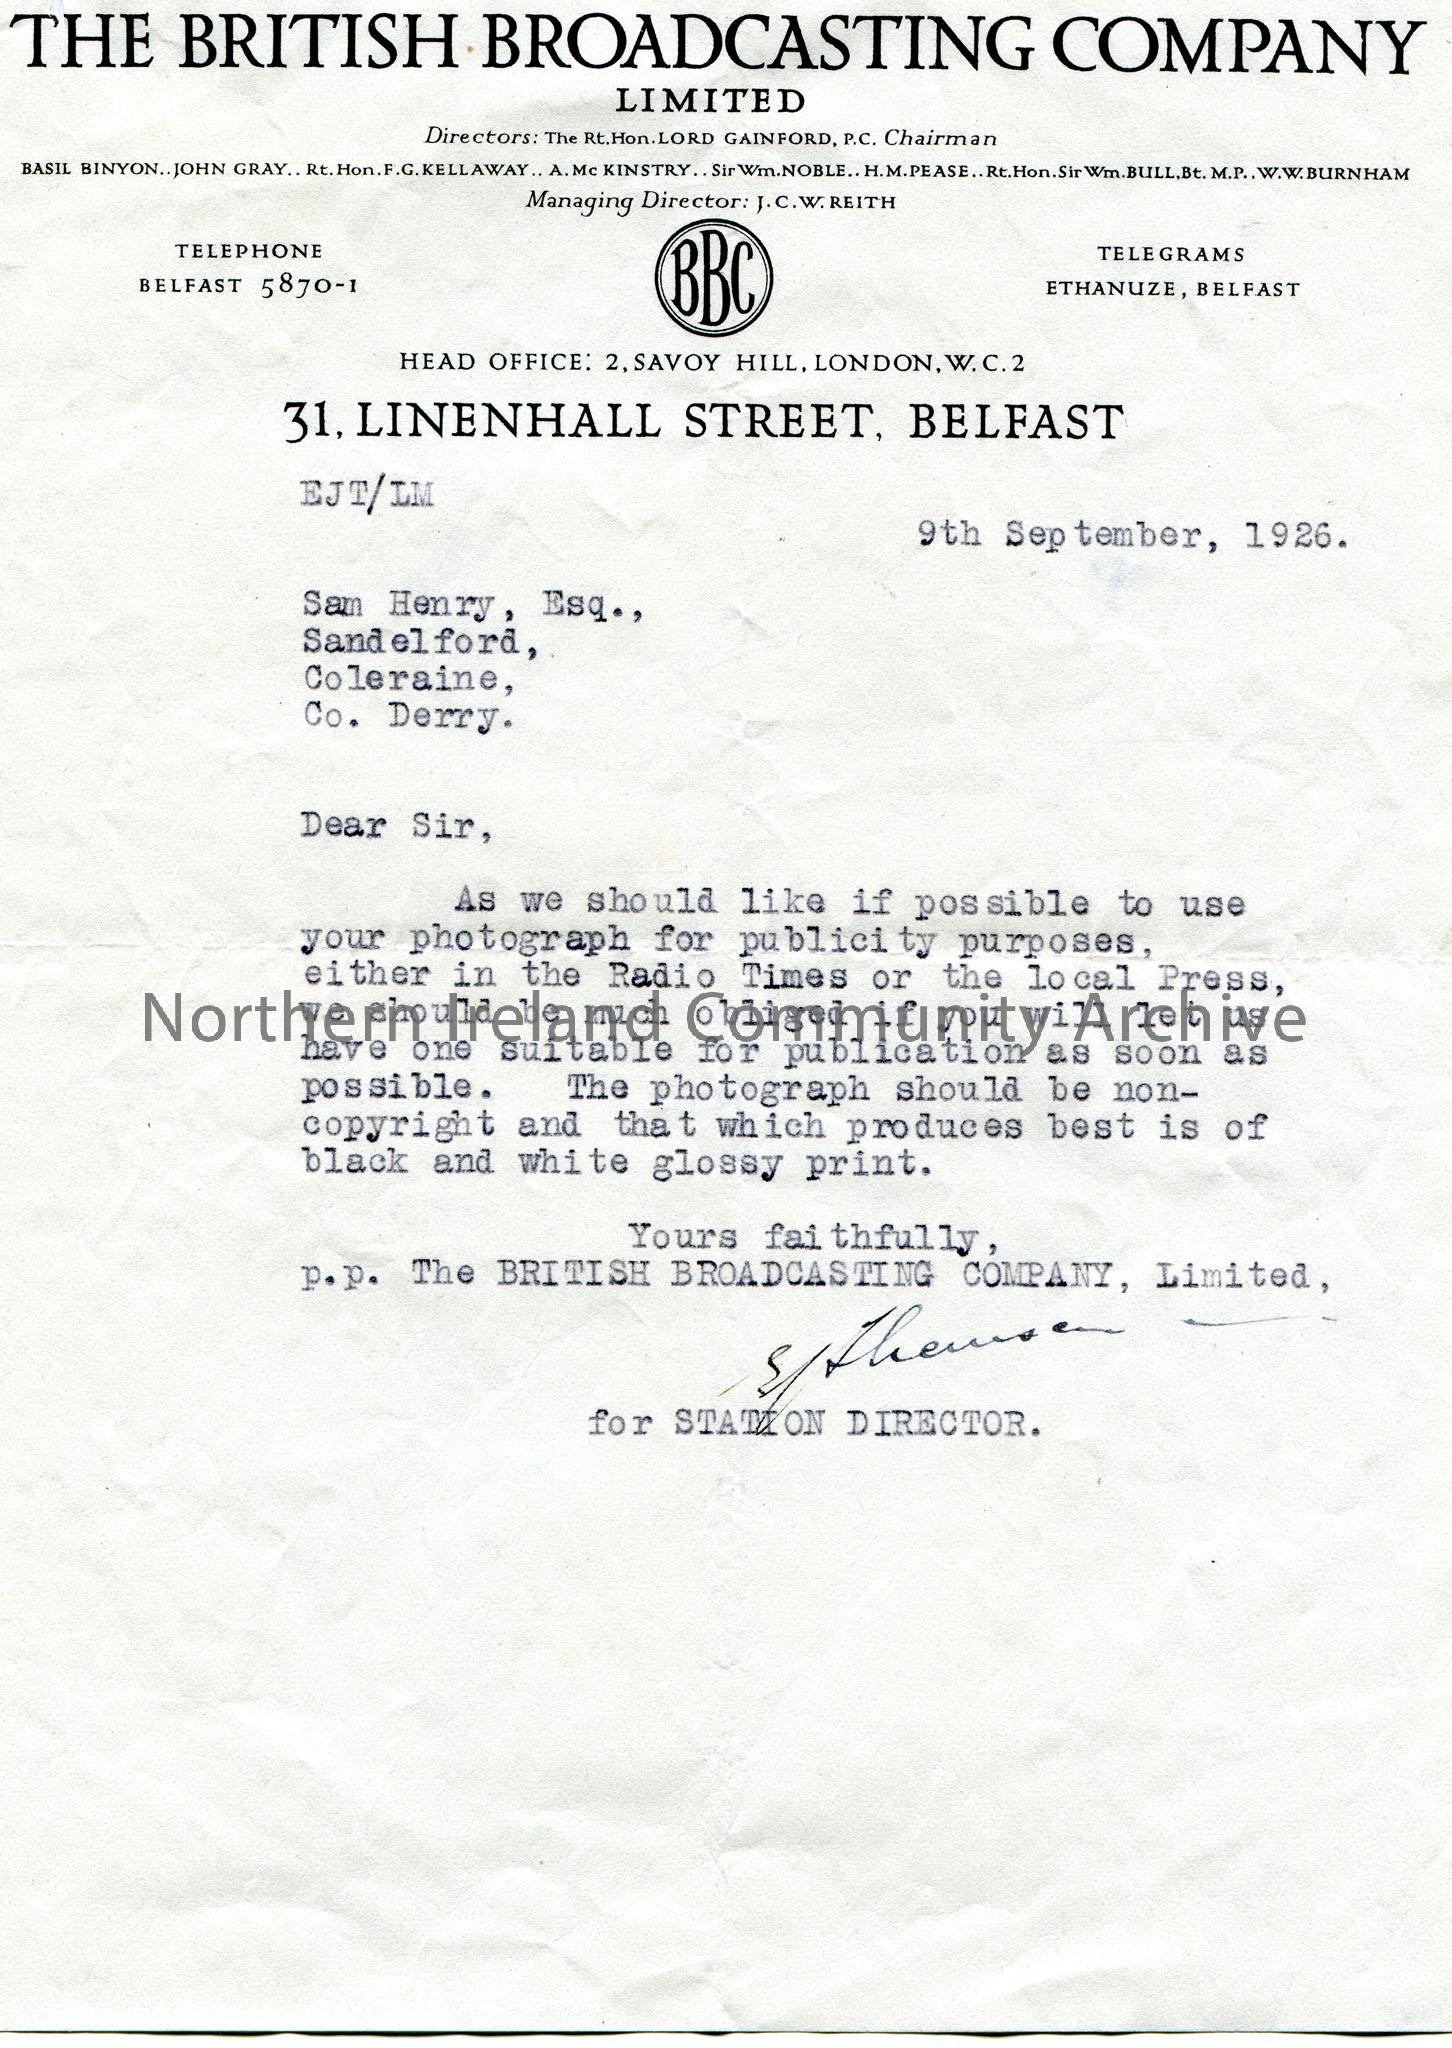 THE BRITISH BROADCASTING COMPANY
LIMITED
Directors: The Rt.Hon.LORD GAINFORD, P.C. Chairman
BASIL BINYON..JOHN GRAY..Rt.Hon.F.G.KELLAWAY..A.Mc KINSTRY..Sir Wm.NOBLE..H.M.PEASE..Rt.Hon.Sir Wm.BULL,Bt. M.P..W.W.BURNHAM
Managing Director: J.C.W.REITH
TELEPHONE
BELFAST 5870-1
BBC
TELEGRAMS
ETHANUZE, BELFAST
HEAD OFFICE: 2, SAVOY HILL, LONDON, W.C.2
31, LINENHALL STREET, BELFAST
EJT/LM
9th September, 1926.
Sam Henry, Esq.,
Sandelford,
Coleraine,
Co. Derry.
Dear Sir,
As we should like if possible to use
your photograph for publicity purposes,
either in the Radio Times or the local Press,
we should be much obliged if you will let us
have one suitable for publication as soon as
possible. The photograph should be non-
copyright and that which produces best is of
black and white glossy print.
Yours faithfully,
p.p. The BRITISH BROADCASTING COMPANY, Limited,
EJ Thomson
for STATION DIRECTOR.
Northern Ireland Community Archive